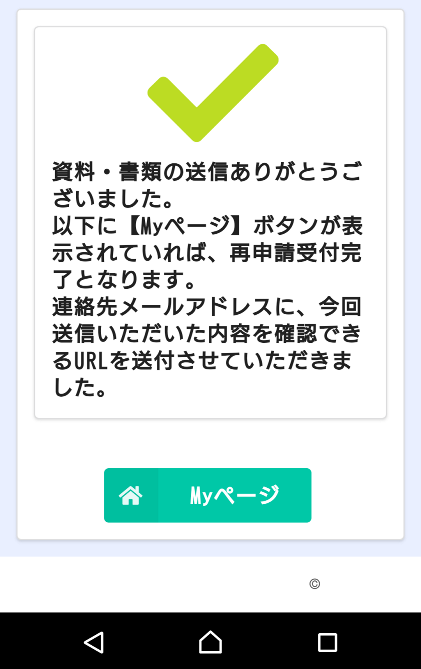 資料・書類の送信ありがとうご
ざいました。
以下に【Myページ】ボタンが表
示されていれば、再申請受付完
了となります。
連絡先メールアドレスに、今回
送信いただいた内容を確認でき
るURLを送付させていただきま
した。
Myページ
©